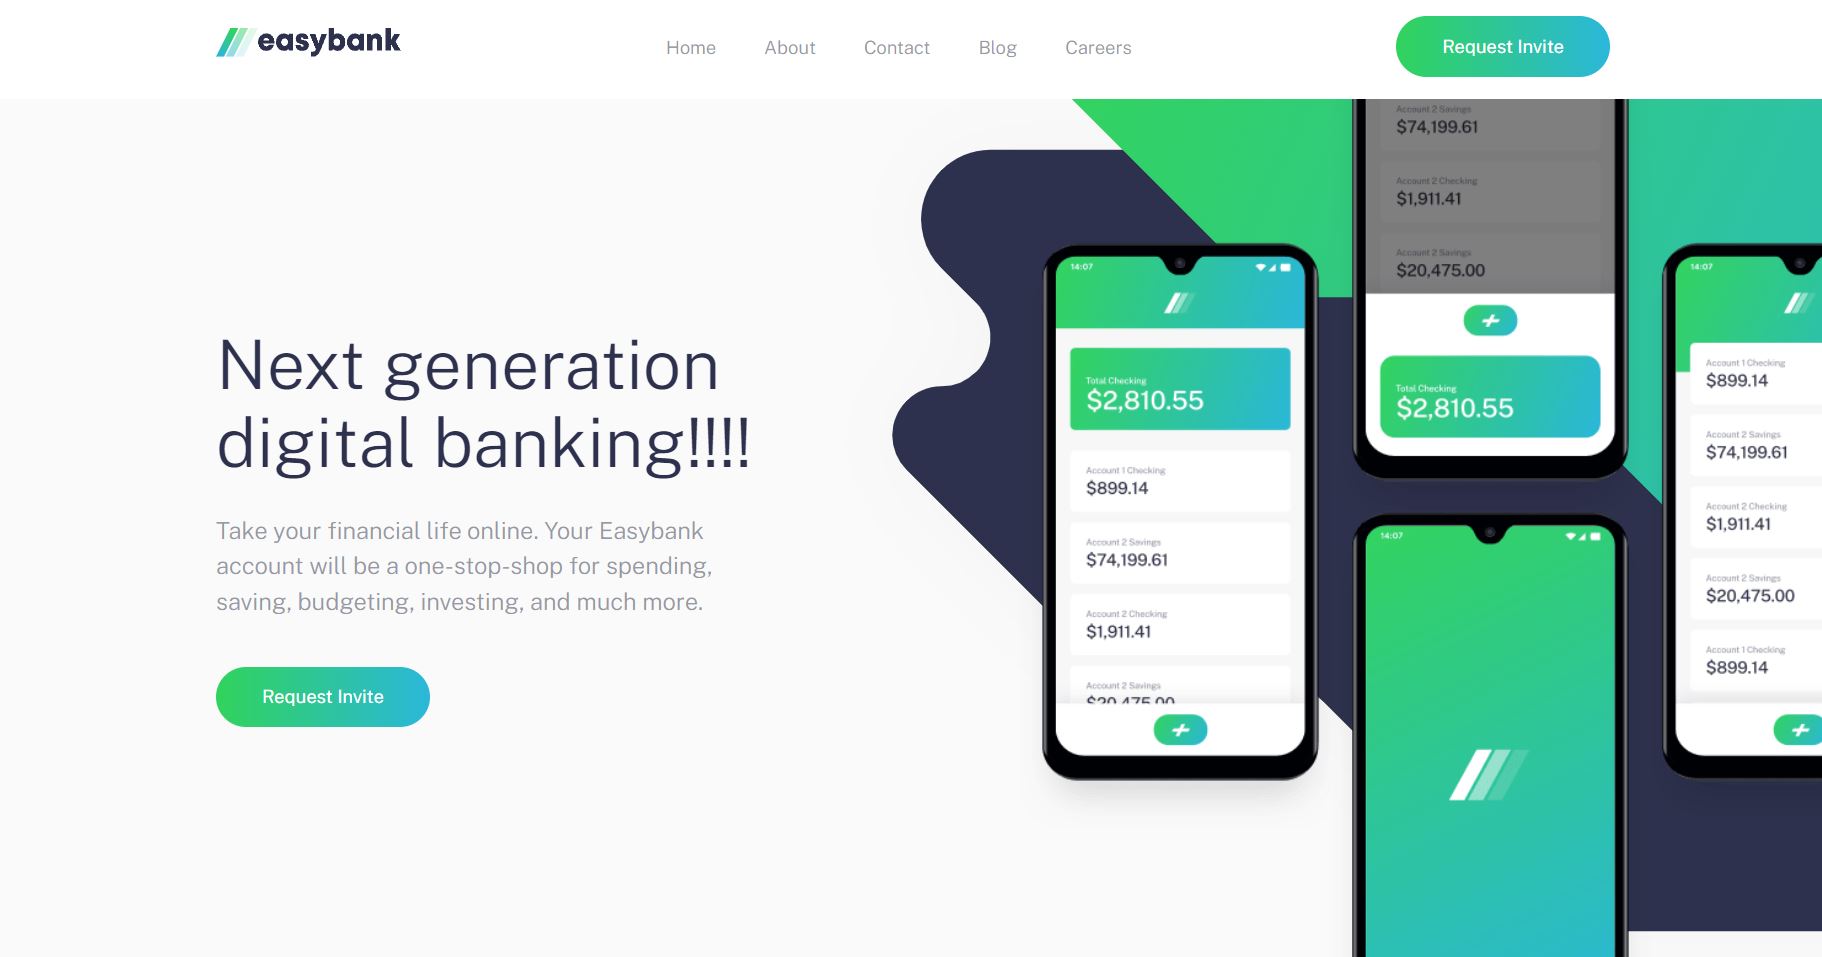 easybank
Home
About
Contact
Blog
Careers
Request Invite
Next generation
digital banking!!!!
Take your financial life online. Your Easybank
account will be a one-stop-shop for spending,
saving, budgeting, investing, and much more.
Request Invite
14:07
Total Checking
$2,810.55
Account 1 Checking
$899.14
Account 2 Savings
$74,199.61
Account 2 Checking
$1,911.41
Account 2 Savings
$20,475.00
Account 2 Savings
$74,199.61
Account 2 Checking
$1,911.41
Account 2 Savings
$20,475.00
Total Checking
$2,810.55
14:07
14:07
Account 1 Checking
$899.14
Account 2 Savings
$74,199.61
Account 2 Checking
$1,911.41
Account 2 Savings
$20,475.00
Account 1 Checking
$899.14